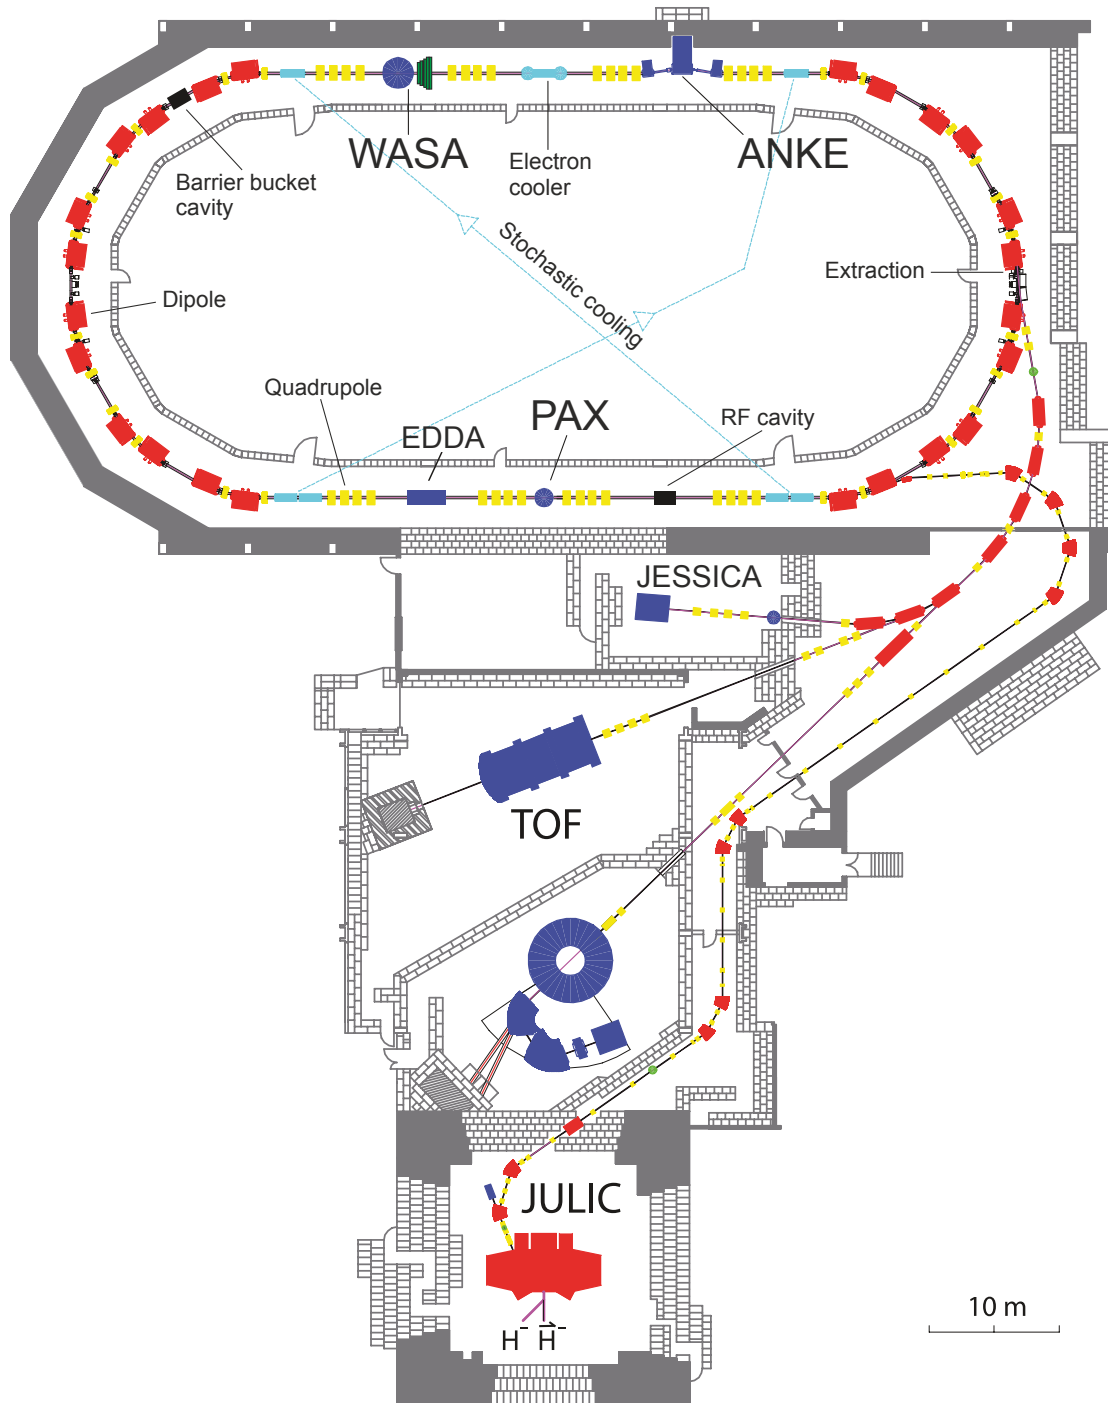 WASA
Electron
cooler
ANKE
Barrier bucket
cavity
Stochastic cooling
Extraction
Dipole
Quadrupole
EDDA
PAX
RF cavity
JESSICA
TOF
JULIC
10 m
H⁻ H⃗⁻